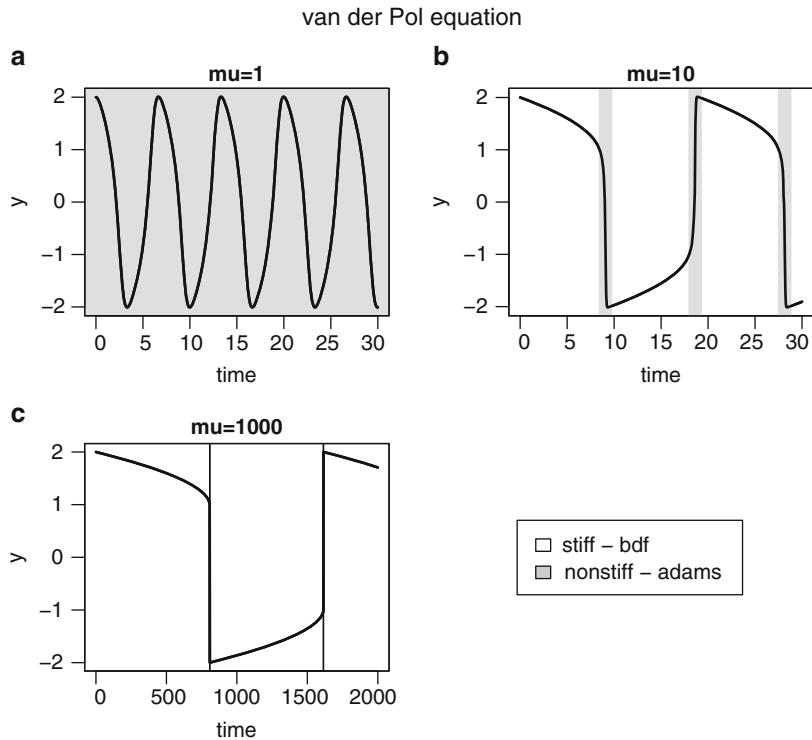 van der Pol equation
a
mu=1
y
2
1
0
−1
−2
0 5 10 15 20 25 30
time
b
mu=10
y
2
1
0
−1
−2
0 5 10 15 20 25 30
time
c
mu=1000
y
2
1
0
−1
−2
0 500 1000 1500 2000
time
stiff − bdf
nonstiff − adams